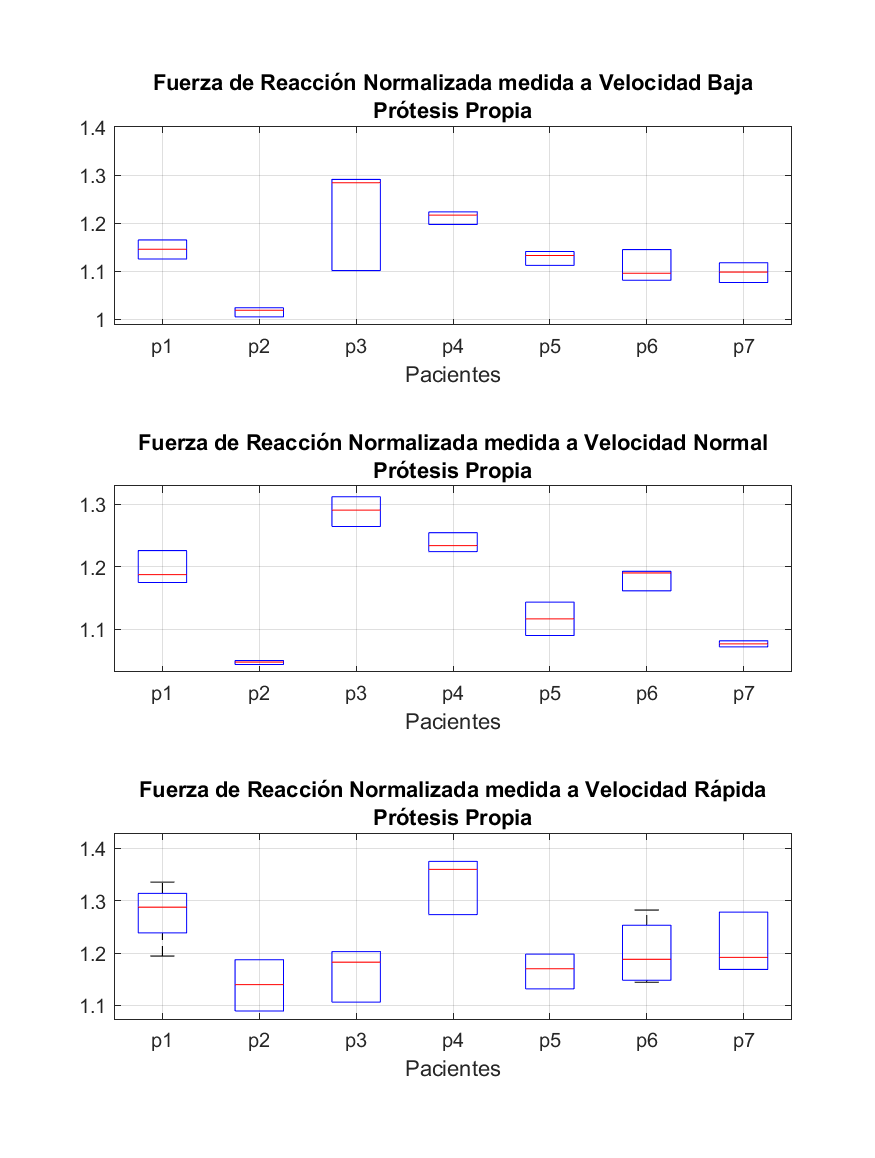 Fuerza de Reacción Normalizada medida a Velocidad Baja
Prótesis Propia
1.4
1.3
1.2
1.1
1
p1 p2 p3 p4 p5 p6 p7
Pacientes
Fuerza de Reacción Normalizada medida a Velocidad Normal
Prótesis Propia
1.3
1.2
1.1
p1 p2 p3 p4 p5 p6 p7
Pacientes
Fuerza de Reacción Normalizada medida a Velocidad Rápida
Prótesis Propia
1.4
1.3
1.2
1.1
p1 p2 p3 p4 p5 p6 p7
Pacientes